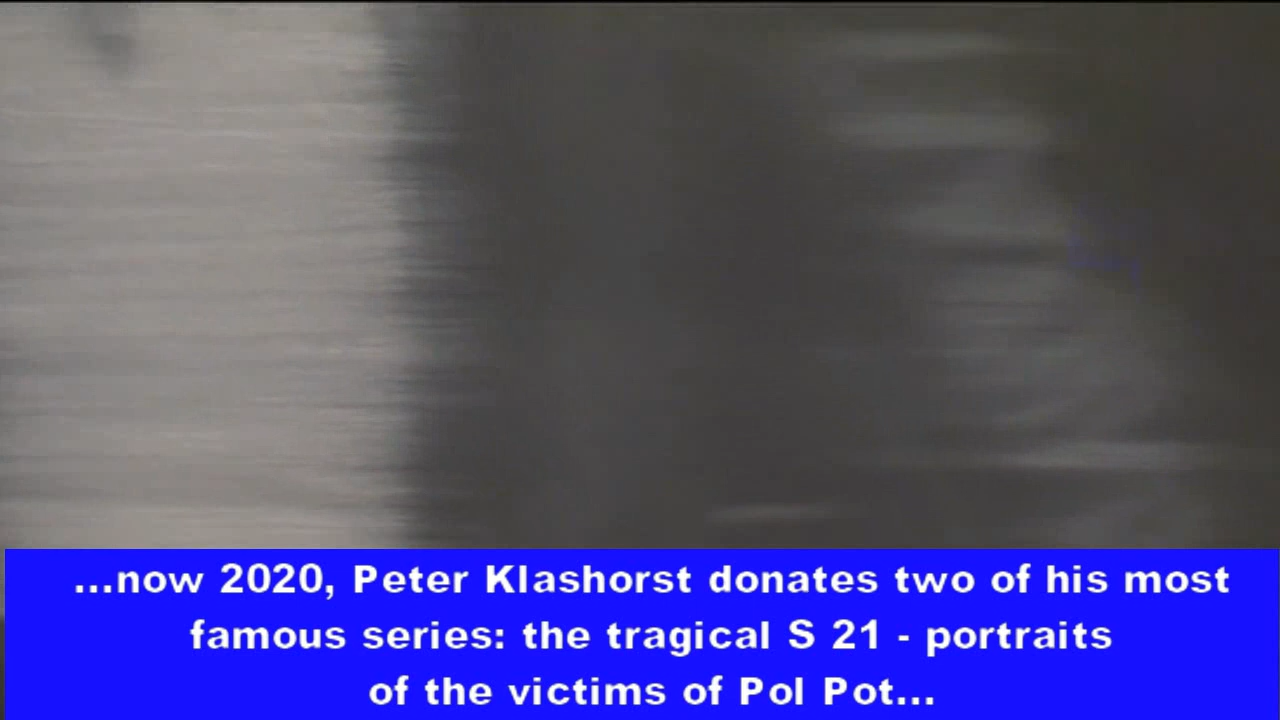 ...now 2020, Peter Klashorst donates two of his most
famous series: the tragical S 21 - portraits
of the victims of Pol Pot...